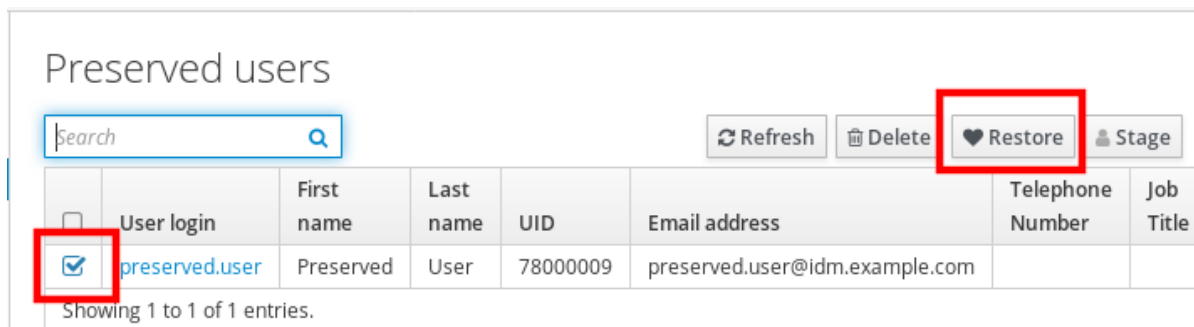 Preserved users
Search Refresh Delete Restore Stage
First Last Telephone Job
User login name name UID Email address Number Title
preserved.user Preserved User 78000009 preserved.user@idm.example.com
Showing 1 to 1 of 1 entries.